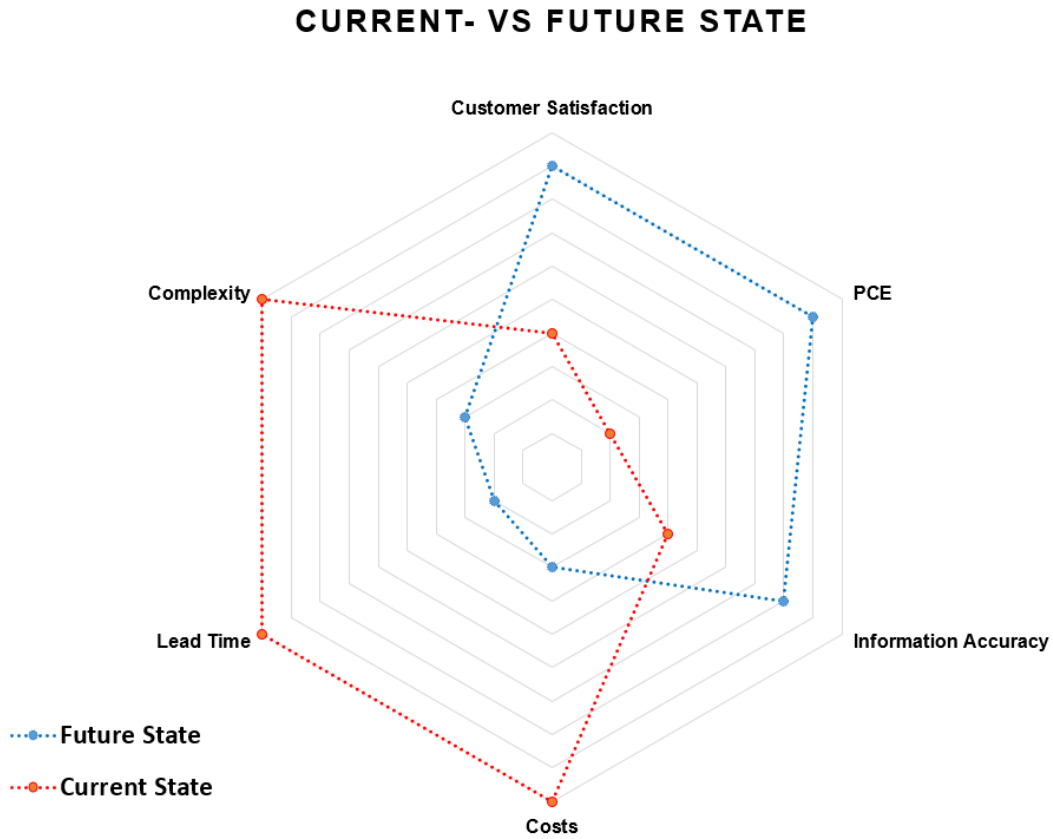 CURRENT- VS FUTURE STATE
Customer Satisfaction
Complexity
PCE
Lead Time
Information Accuracy
Future State
Current State
Costs